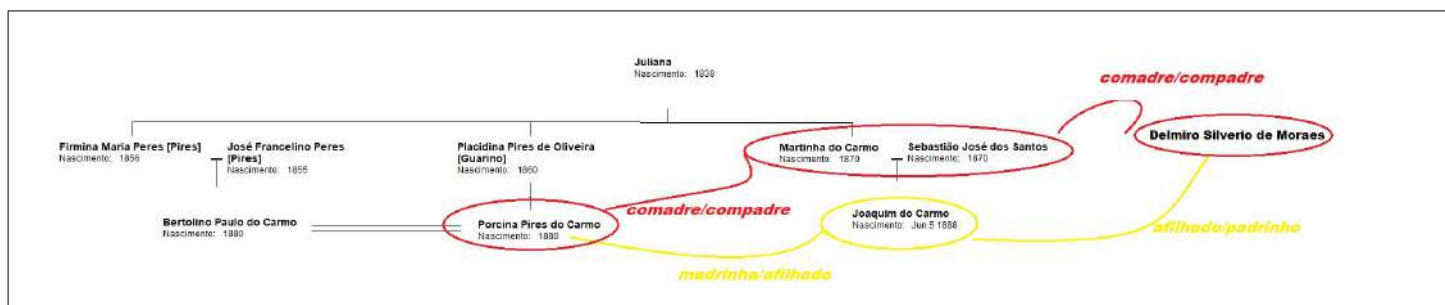 Juliana
Nascimento: 1838
comadre/compadre
Firmina Maria Peres [Pires]
Nascimento: 1856
José Francelino Peres
[Pires]
Nascimento: 1855
Placidina Pires de Oliveira
[Guarino]
Nascimento: 1860
Martinha do Carmo
Nascimento: 1870
Sebastião José dos Santos
Nascimento: 1870
Delmiro Silverio de Moraes
comadre/compadre
Bertolino Paulo do Carmo
Nascimento: 1880
Porcina Pires do Carmo
Nascimento: 1880
Joaquim do Carmo
Nascimento: Jun 5 1888
afilhado/padrinho
madrinha/afilhado